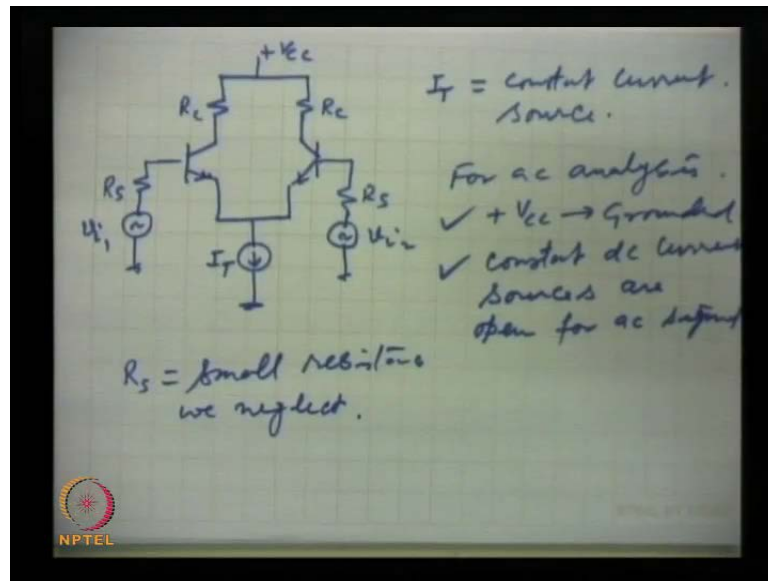 + Vcc
Rc
Rc
Rs
Vi1
IT
Rs
Vi2
IT = constant current
source.
For ac analysis.
✓ + Vcc → Grounded
✓ constant dc current
sources are
open for ac signal
Rs = small resistance
we neglect.
NPTEL